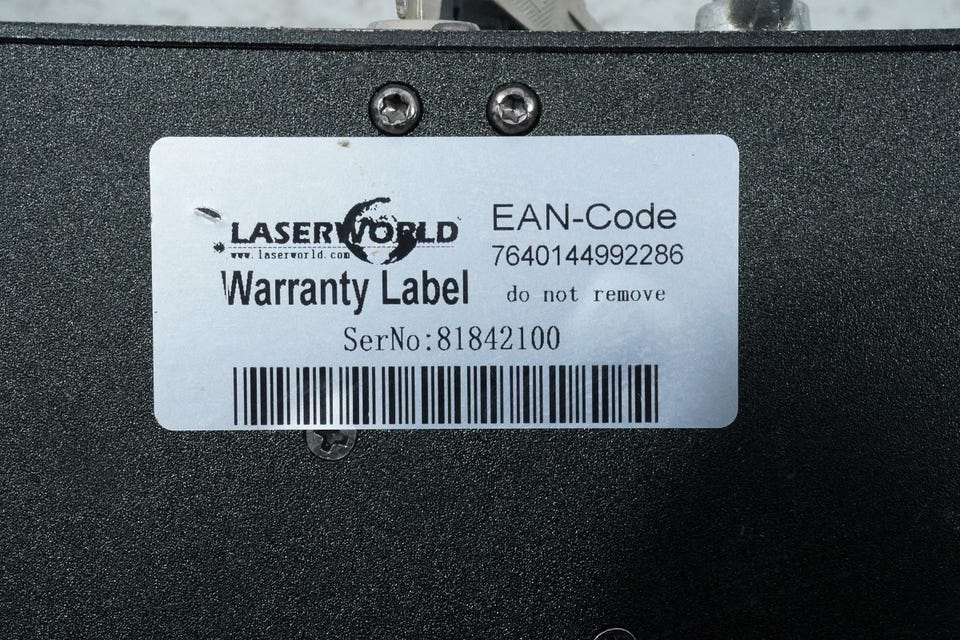 LASERWORLD
www.laserworld.com
Warranty Label
EAN-Code
7640144992286
do not remove
SerNo:81842100